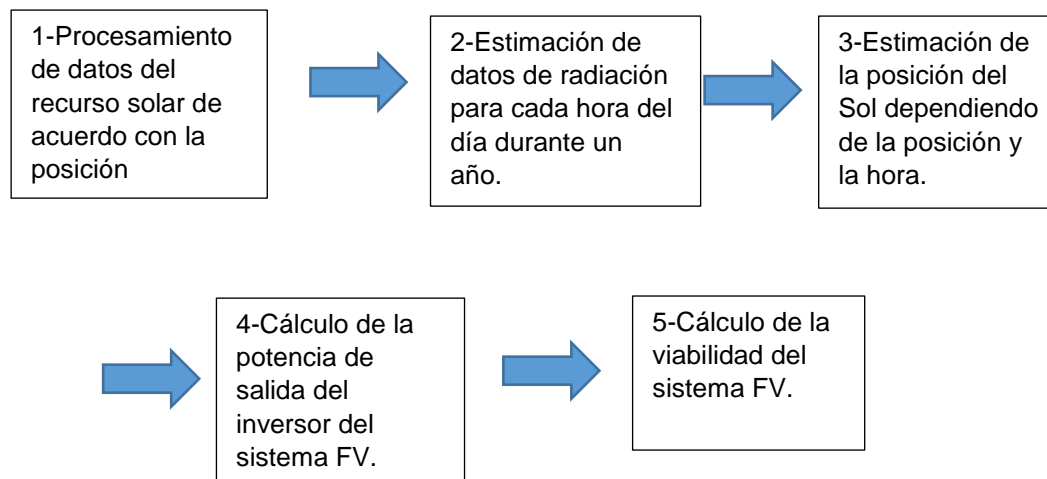 1-Procesamiento
de datos del
recurso solar de
acuerdo con la
posición
2-Estimación de
datos de radiación
para cada hora del
día durante un
año.
3-Estimación de
la posición del
Sol dependiendo
de la posición y
la hora.
4-Cálculo de la
potencia de
salida del
inversor del
sistema FV.
5-Cálculo de la
viabilidad del
sistema FV.